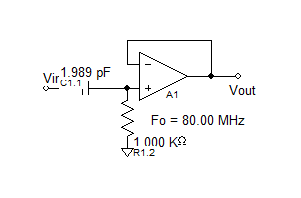 Vin 1.989 pF
C1.1
A1
Vout
Fo = 80.00 MHz
1.000 KΩ
R1.2